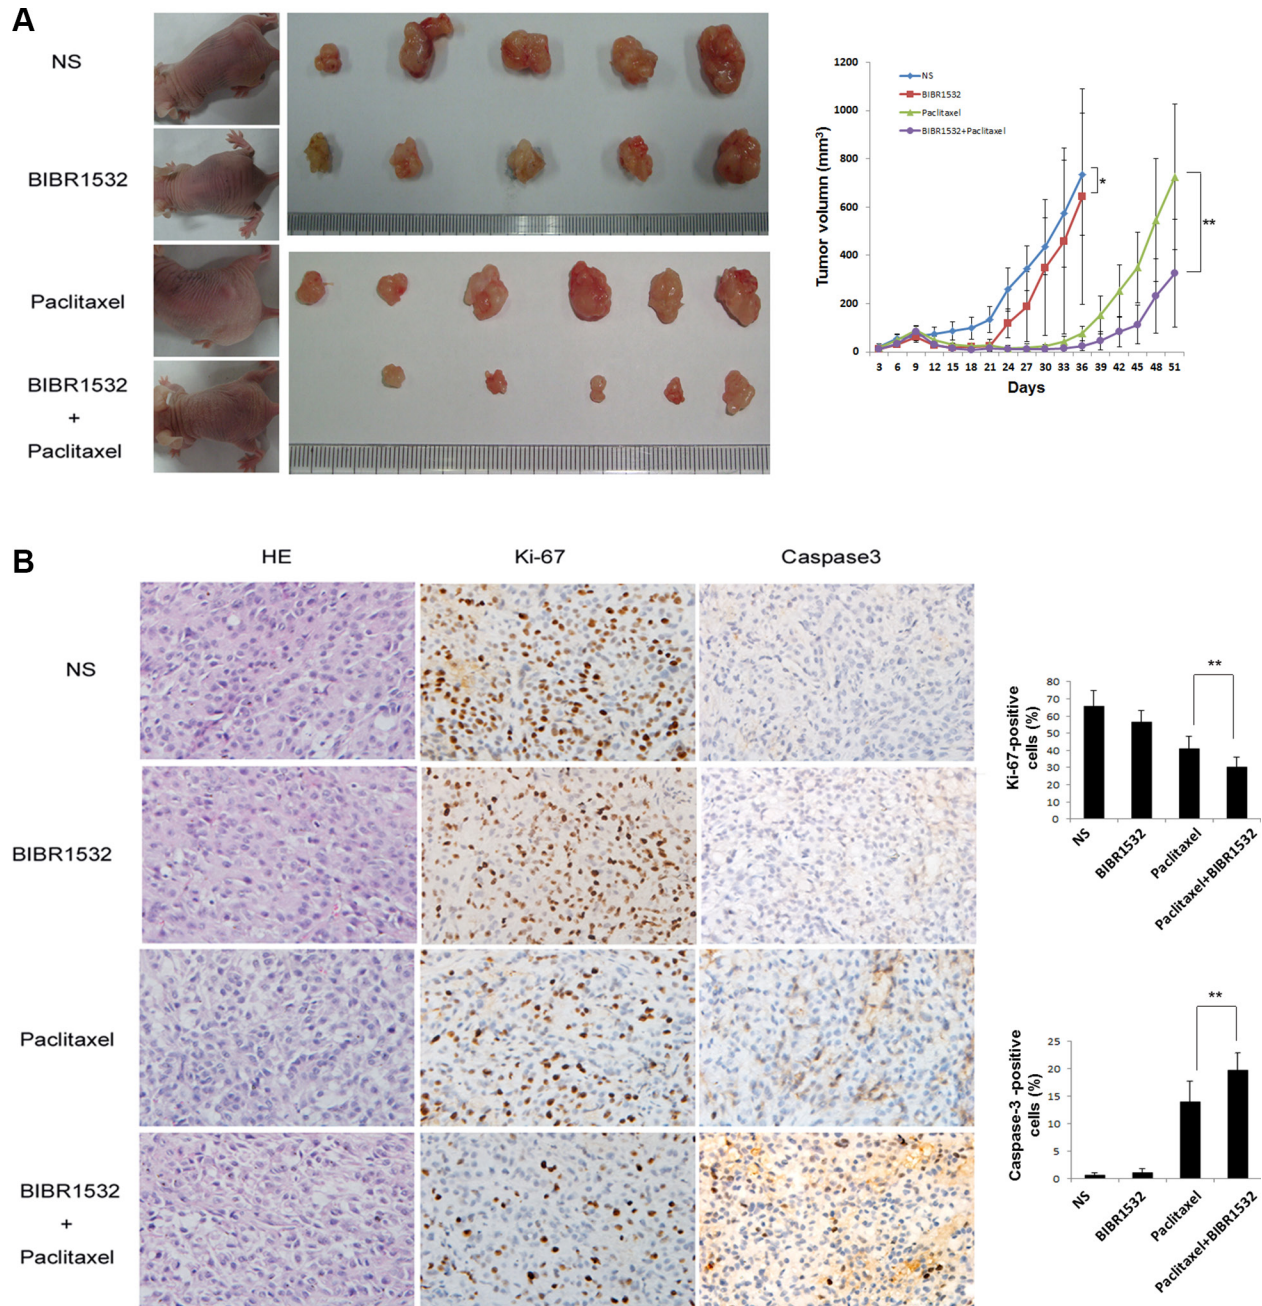 A
NS
BIBR1532
Paclitaxel
BIBR1532
+
Paclitaxel
Tumor volumn (mm³)
1200
1000
800
600
400
200
0
NS
BIBR1532
Paclitaxel
BIBR1532+Paclitaxel
*
**
3 6 9 12 15 18 21 24 27 30 33 36 39 42 45 48 51
Days
B
HE Ki-67 Caspase3
NS
BIBR1532
Paclitaxel
BIBR1532
+
Paclitaxel
Ki-67-positive
cells (%)
80
70
60
50
40
30
20
10
0
**
NS
BIBR1532
Paclitaxel
Paclitaxel+BIBR1532
Caspase-3 -positive
cells (%)
25
20
15
10
5
0
**
NS
BIBR1532
Paclitaxel
Paclitaxel+BIBR1532